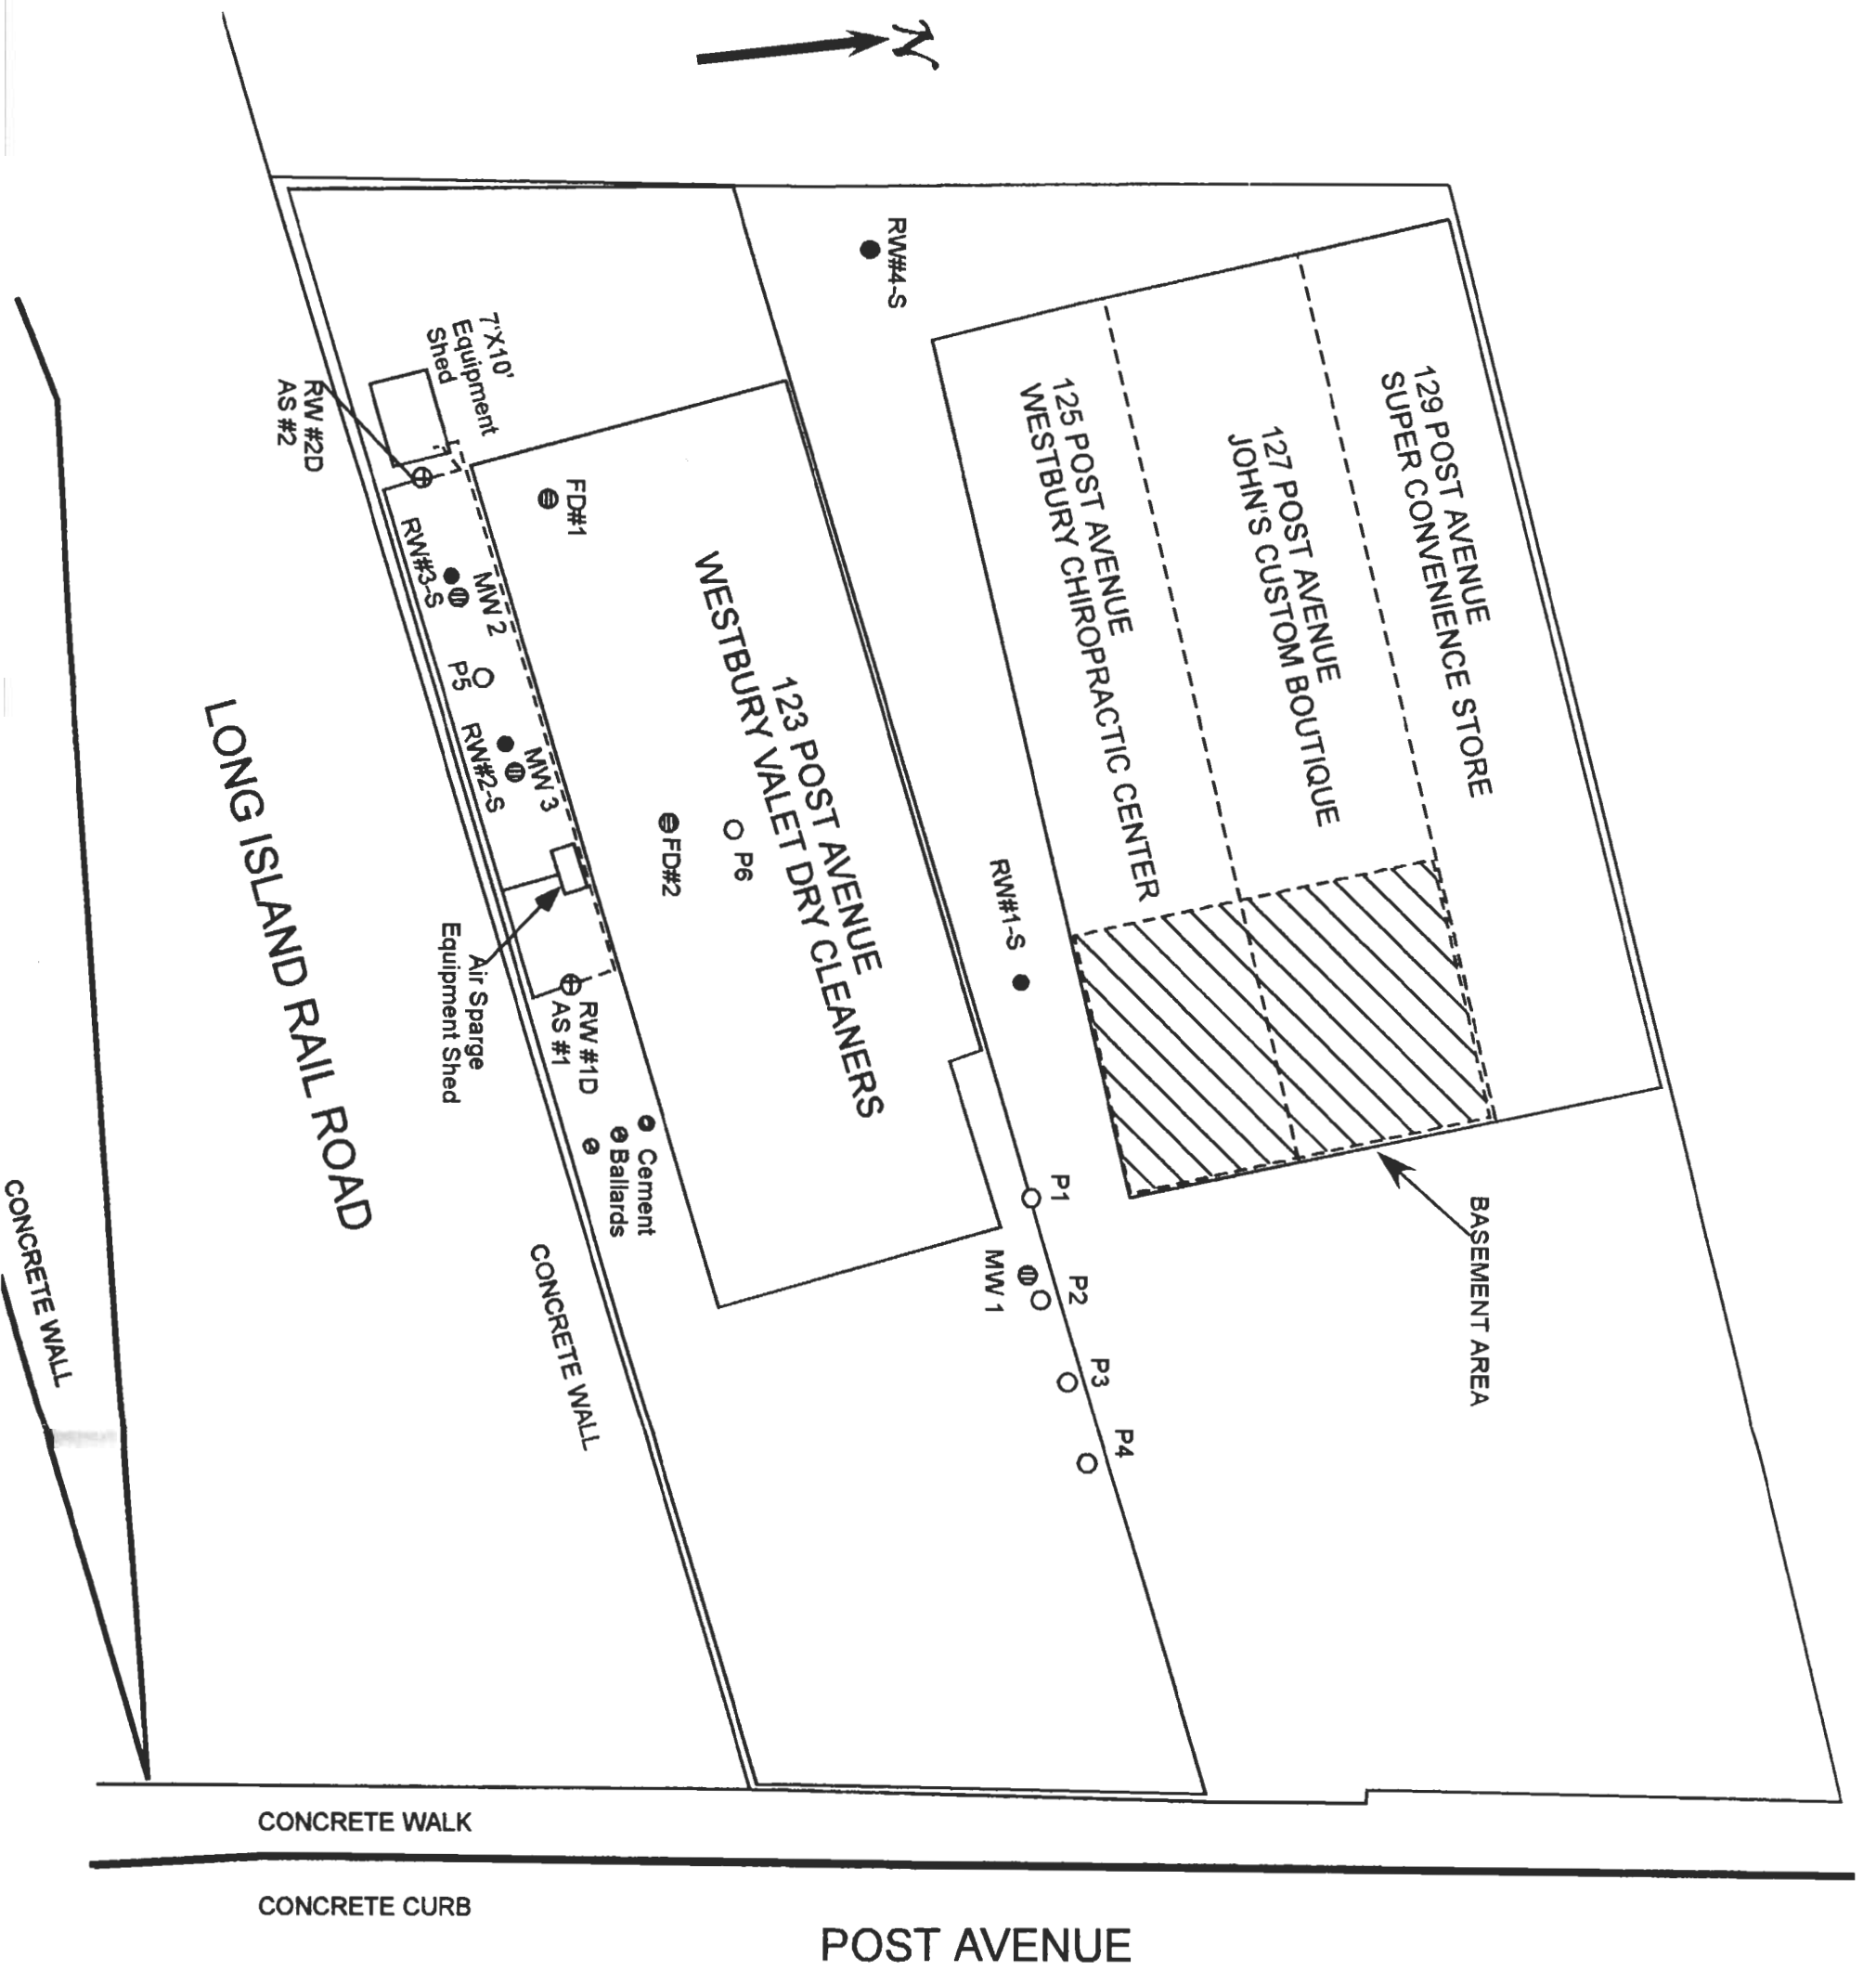 N
RW#4-S
129 POST AVENUE
SUPER CONVENIENCE STORE
127 POST AVENUE
JOHN'S CUSTOM BOUTIQUE
125 POST AVENUE
WESTBURY CHIROPRACTIC CENTER
7'X10'
Equipment
Shed
RW #2D
AS #2
FD#1
MW 2
RW#3-S
P5
MW 3
RW#2-S
123 POST AVENUE
WESTBURY VALET DRY CLEANERS
P6
FD#2
RW#1-S
Air Sparge
Equipment Shed
RW #1D
AS #1
Cement
Ballards
LONG ISLAND RAIL ROAD
CONCRETE WALL
CONCRETE WALL
P1
P2
MW 1
P3
P4
BASEMENT AREA
CONCRETE WALK
CONCRETE CURB
POST AVENUE